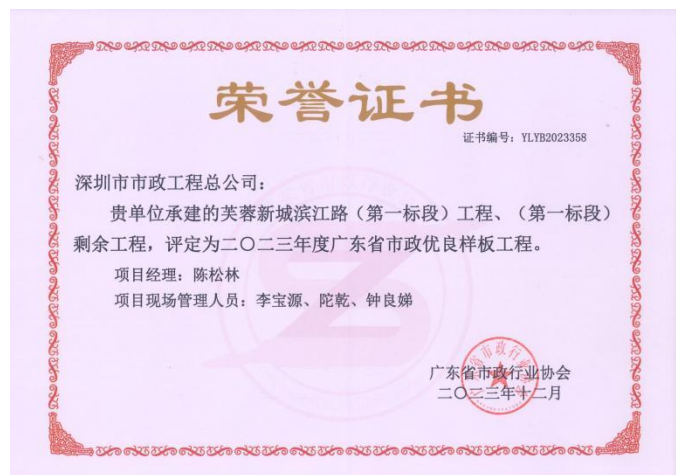 荣誉证书
证书编号：YLYB2023358
深圳市市政工程总公司：
贵单位承建的芙蓉新城滨江路（第一标段）工程、（第一标段）
剩余工程，评定为二〇二三年度广东省市政优良样板工程。
项目经理：陈松林
项目现场管理人员：李宝源、陀乾、钟良娣
广东省市政行业协会
二〇二三年十二月